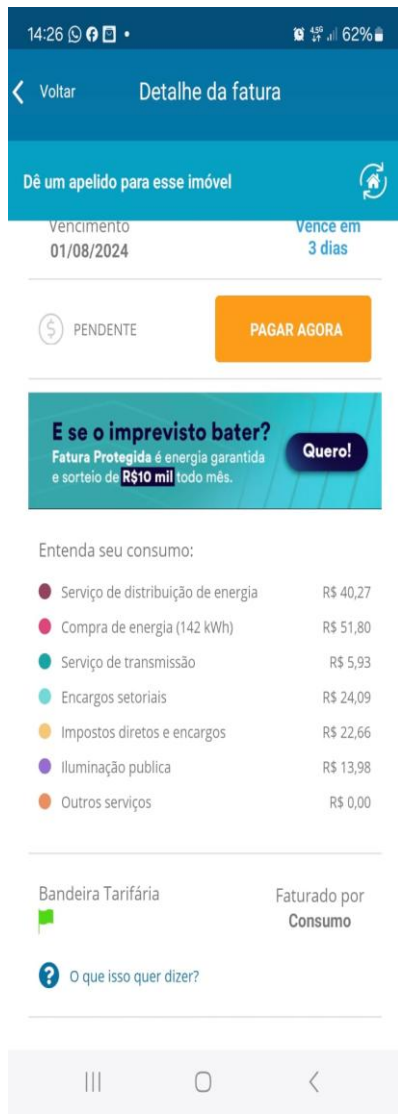 14:26
4,5G 62%
Voltar Detalhe da fatura
Dê um apelido para esse imóvel
Vencimento Vence em
01/08/2024 3 dias
$ PENDENTE PAGAR AGORA
E se o imprevisto bater?
Fatura Protegida é energia garantida
e sorteio de R$10 mil todo mês.
Quero!
Entenda seu consumo:
Serviço de distribuição de energia R$ 40,27
Compra de energia (142 kWh) R$ 51,80
Serviço de transmissão R$ 5,93
Encargos setoriais R$ 24,09
Impostos diretos e encargos R$ 22,66
Iluminação publica R$ 13,98
Outros serviços R$ 0,00
Bandeira Tarifária Faturado por
Consumo
? O que isso quer dizer?